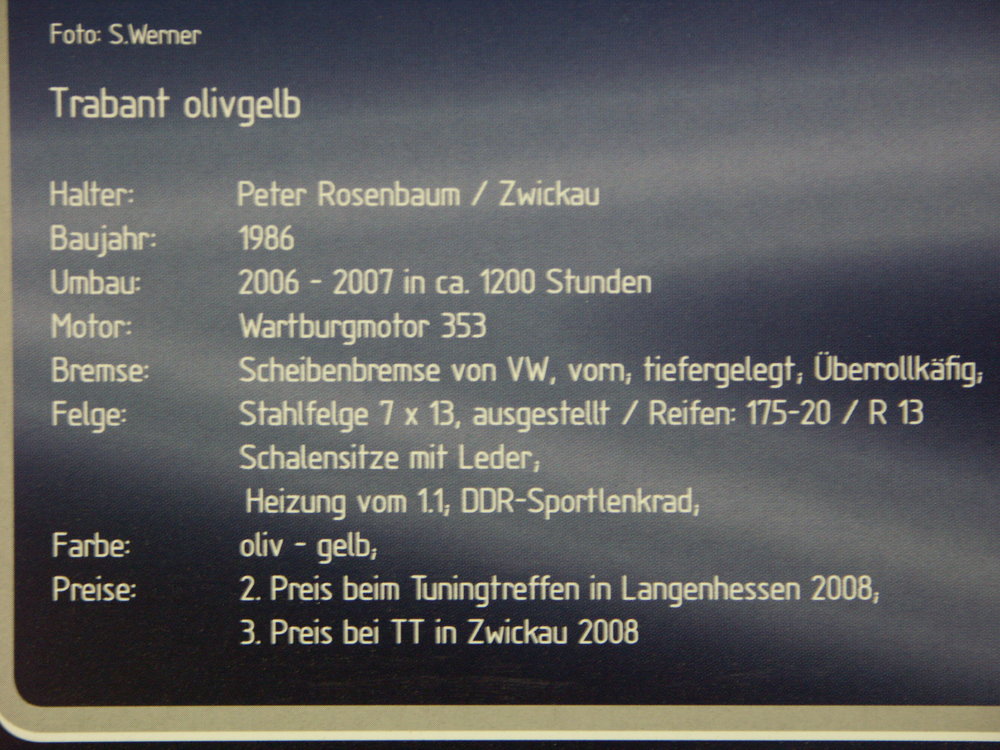 Foto: S.Werner
Trabant olivgelb
Halter: Peter Rosenbaum / Zwickau
Baujahr: 1986
Umbau: 2006 - 2007 in ca. 1200 Stunden
Motor: Wartburgmotor 353
Bremse: Scheibenbremse von VW, vorn; tiefergelegt; Überrollkäfig;
Felge: Stahlfelge 7 x 13, ausgestellt / Reifen: 175-20 / R 13
Schalensitze mit Leder;
Heizung vom 1.1; DDR-Sportlenkrad;
Farbe: oliv - gelb;
Preise: 2. Preis beim Tuningtreffen in Langenhessen 2008;
3. Preis bei TT in Zwickau 2008